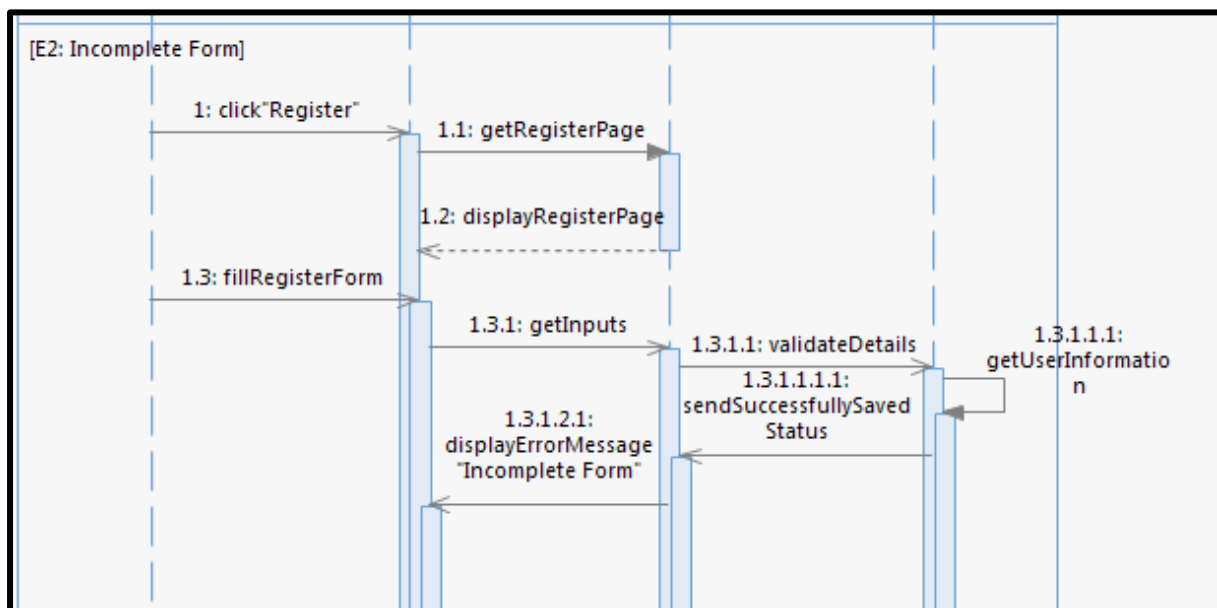 [E2: Incomplete Form]
1: click"Register"
1.1: getRegisterPage
1.2: displayRegisterPage
1.3: fillRegisterForm
1.3.1: getInputs
1.3.1.1: validateDetails
1.3.1.1.1:
getUserInformatio
n
1.3.1.1.1.1:
sendSuccessfullySaved
Status
1.3.1.2.1:
displayErrorMessage
"Incomplete Form"